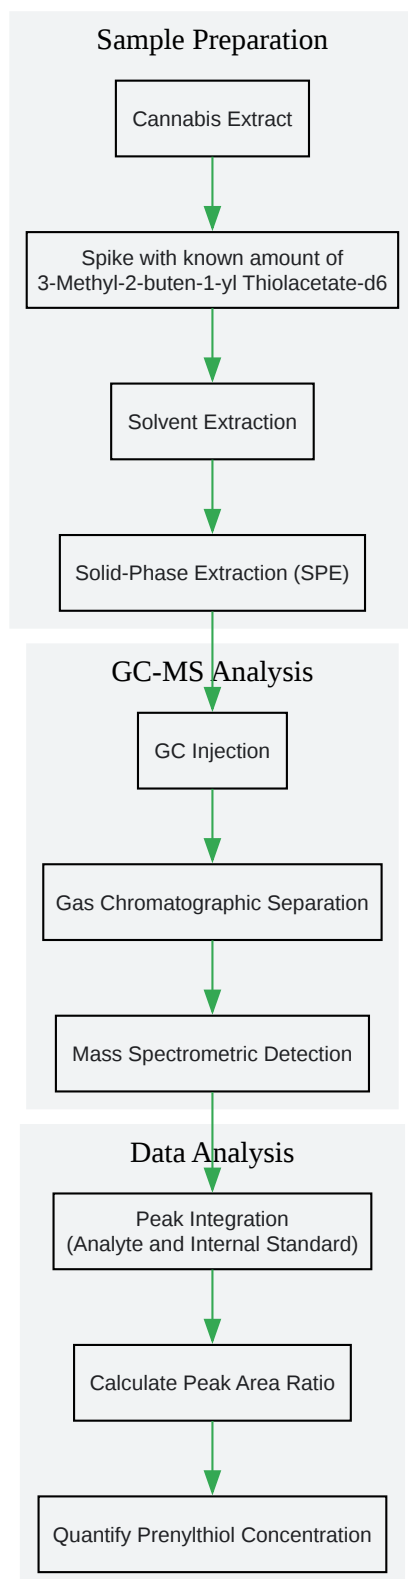 Sample Preparation
Cannabis Extract
Spike with known amount of
3-Methyl-2-buten-1-yl Thiolacetate-d6
Solvent Extraction
Solid-Phase Extraction (SPE)
GC-MS Analysis
GC Injection
Gas Chromatographic Separation
Mass Spectrometric Detection
Data Analysis
Peak Integration
(Analyte and Internal Standard)
Calculate Peak Area Ratio
Quantify Prenylthiol Concentration